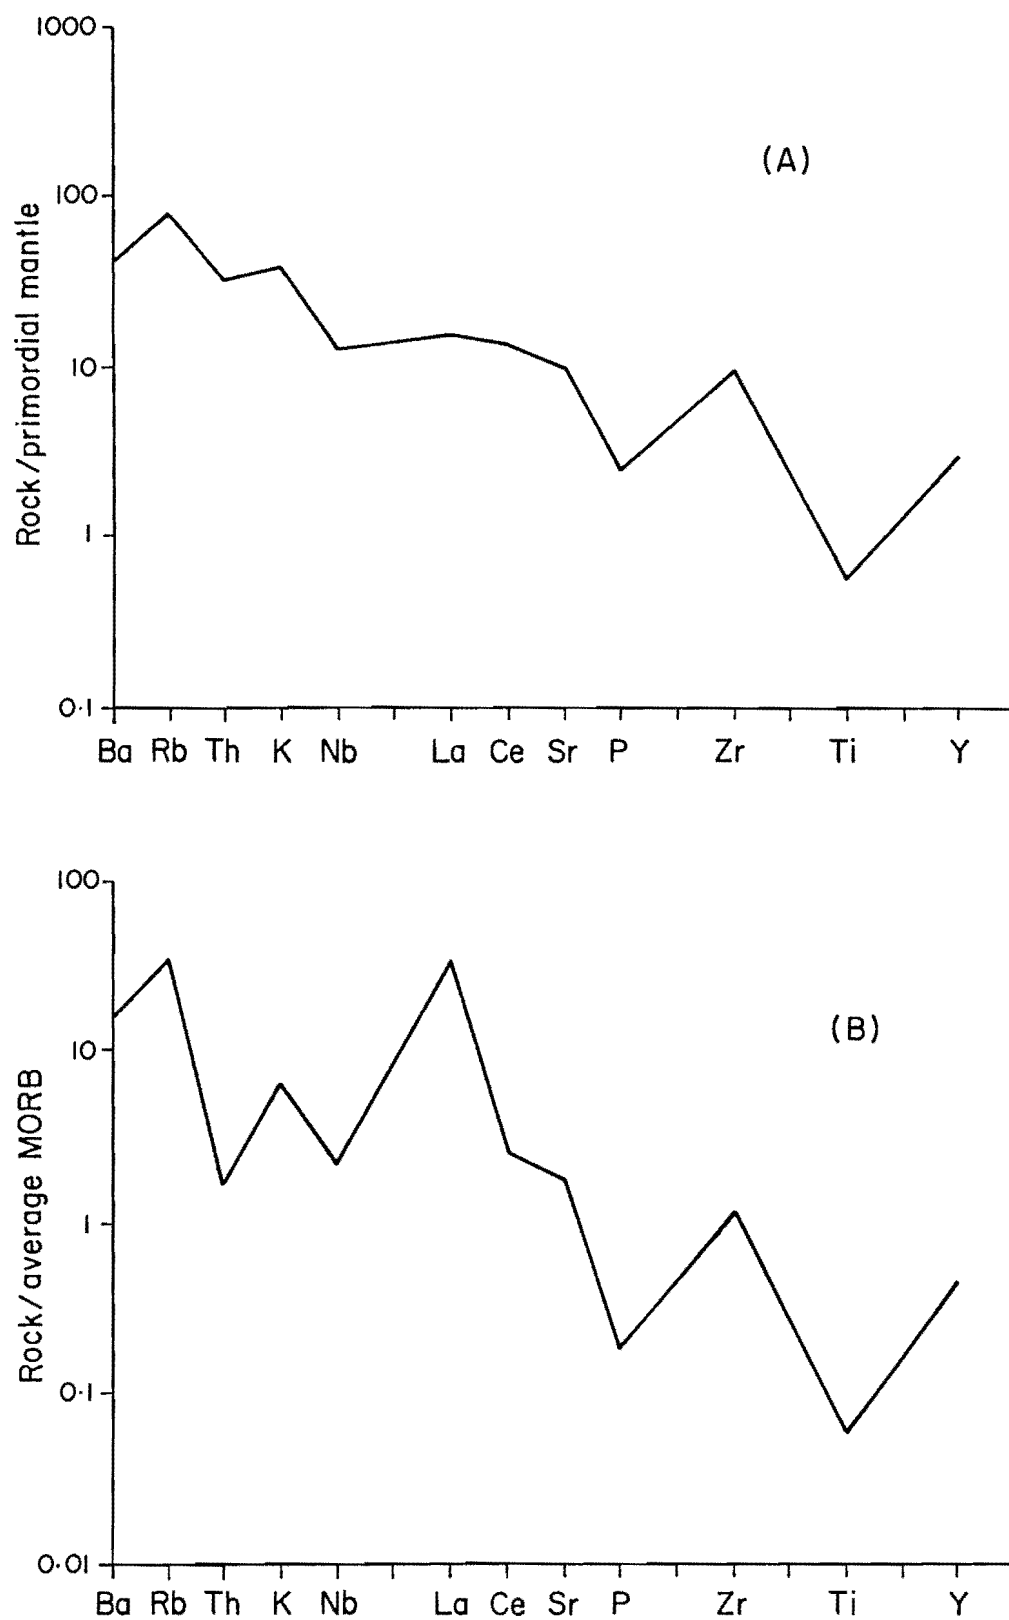 1000
(A)
100
10
1
0·1
Rock/primordial mantle
Ba Rb Th K Nb La Ce Sr P Zr Ti Y
100
(B)
10
1
0·1
0·01
Rock/average MORB
Ba Rb Th K Nb La Ce Sr P Zr Ti Y